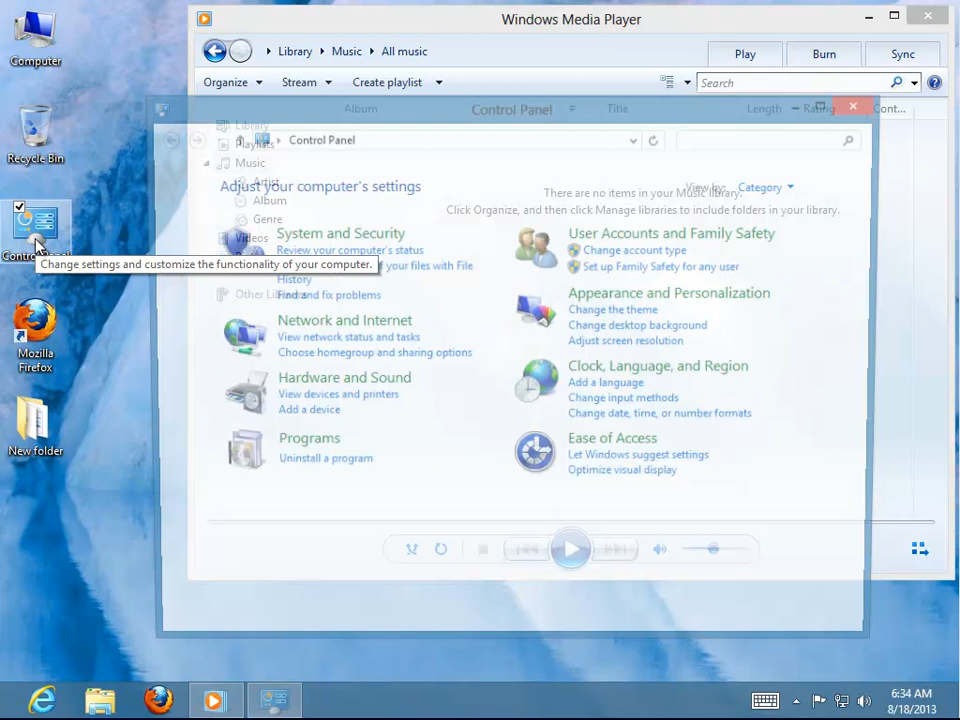 Computer
Recycle Bin
Control Panel
Change settings and customize the functionality of your computer.
Mozilla
Firefox
New folder
Windows Media Player
Library
Music
All music
Play
Burn
Sync
Organize
Stream
Create playlist
Search
Album
#
Title
Length
Rating
Cont...
Library
Playlists
Music
Artist
Album
Genre
Videos
There are no items in your Music library.
Click Organize, and then click Manage libraries to include folders in your library.
Control Panel
Control Panel
Adjust your computer's settings
View by:
Category
System and Security
Review your computer's status
of your files with File
History
Find and fix problems
Network and Internet
View network status and tasks
Choose homegroup and sharing options
Hardware and Sound
View devices and printers
Add a device
Programs
Uninstall a program
User Accounts and Family Safety
Change account type
Set up Family Safety for any user
Appearance and Personalization
Change the theme
Change desktop background
Adjust screen resolution
Clock, Language, and Region
Add a language
Change input methods
Change date, time, or number formats
Ease of Access
Let Windows suggest settings
Optimize visual display
6:34 AM
8/18/2013